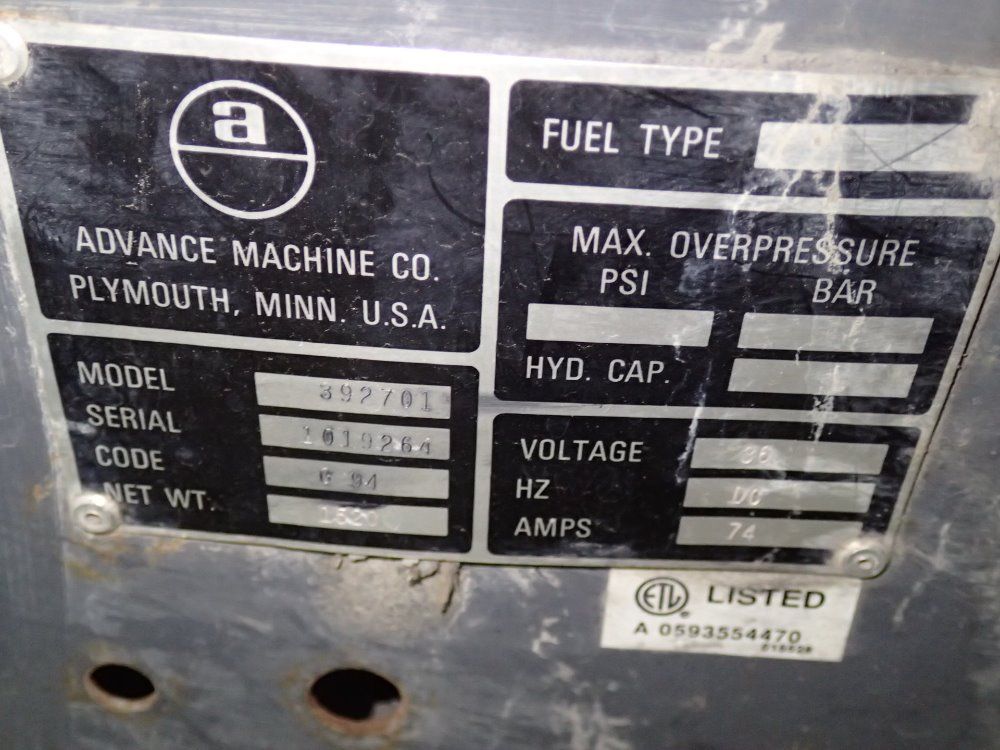 a
ADVANCE MACHINE CO.
PLYMOUTH, MINN. U.S.A.
MODEL 392701
SERIAL 1019264
CODE G 94
NET WT. 1520
FUEL TYPE
MAX. OVERPRESSURE
PSI BAR
HYD. CAP.
VOLTAGE 36
HZ DC
AMPS 74
ETL LISTED
A 0593554470